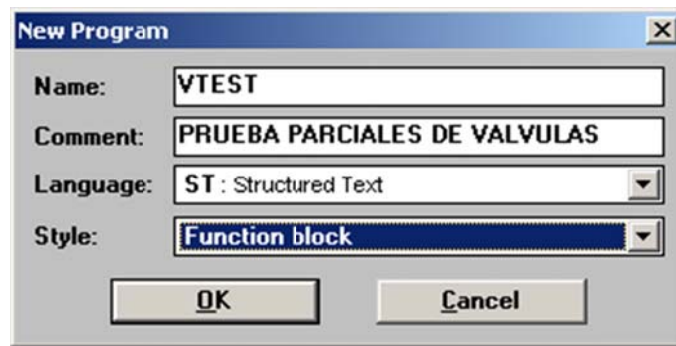 New Program
Name: VTEST
Comment: PRUEBA PARCIALES DE VALVULAS
Language: ST : Structured Text
Style: Function block
OK Cancel